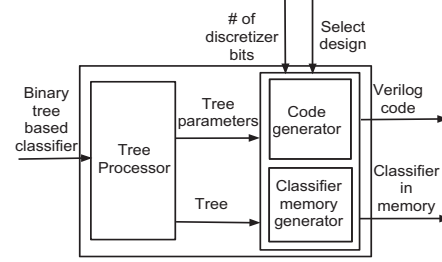 # of
discretizer
bits
Select
design
Binary
tree
based
classifier
Tree
Processor
Tree
parameters
Tree
Code
generator
Classifier
memory
generator
Verilog
code
Classifier
in
memory